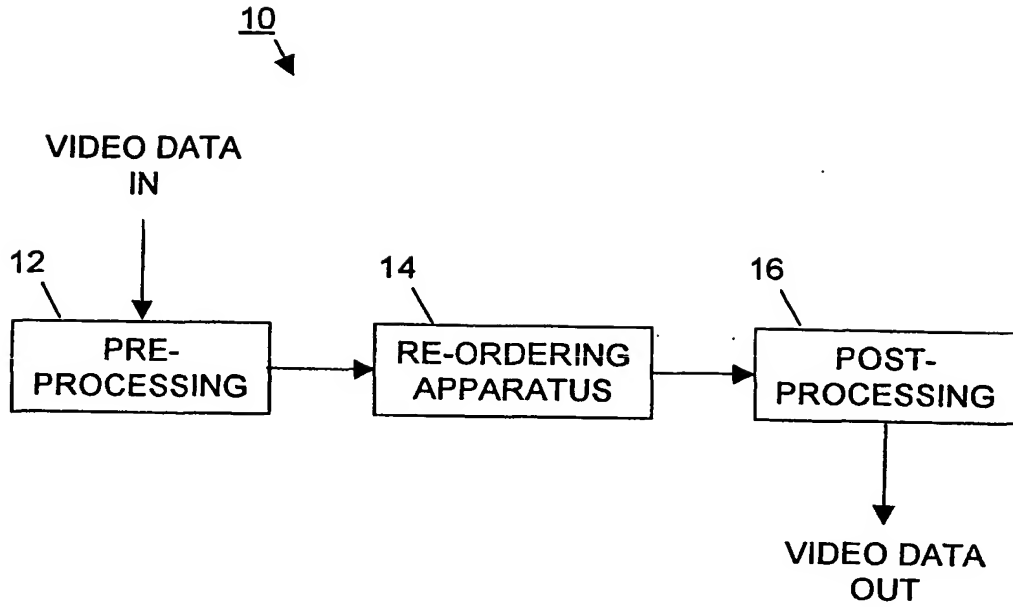 10
VIDEO DATA
IN
12
PRE-
PROCESSING
14
RE-ORDERING
APPARATUS
16
POST-
PROCESSING
VIDEO DATA
OUT